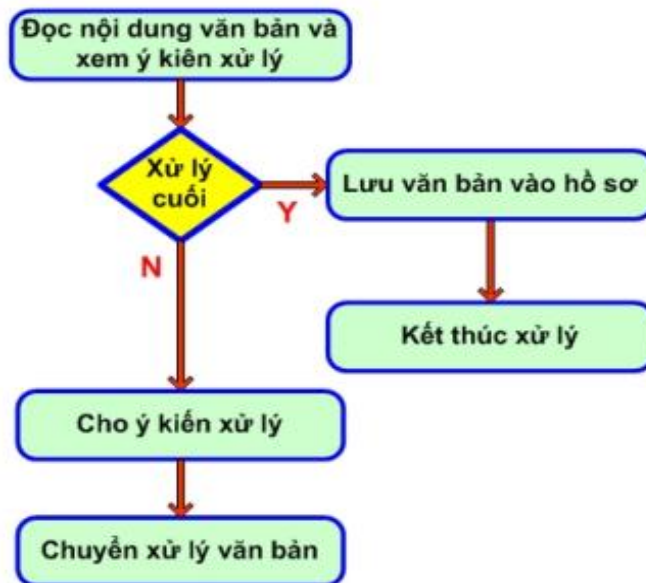 Đọc nội dung văn bản và
xem ý kiên xử lý
Xử lý
cuối
Y
Lưu văn bản vào hồ sơ
N
Kết thúc xử lý
Cho ý kiến xử lý
Chuyển xử lý văn bản